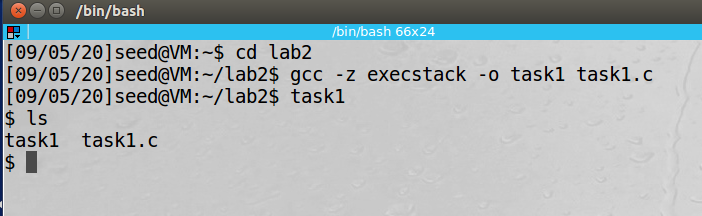 /bin/bash
/bin/bash 66x24
[09/05/20]seed@VM:~$ cd lab2
[09/05/20]seed@VM:~/lab2$ gcc -z execstack -o task1 task1.c
[09/05/20]seed@VM:~/lab2$ task1
$ ls
task1  task1.c
$